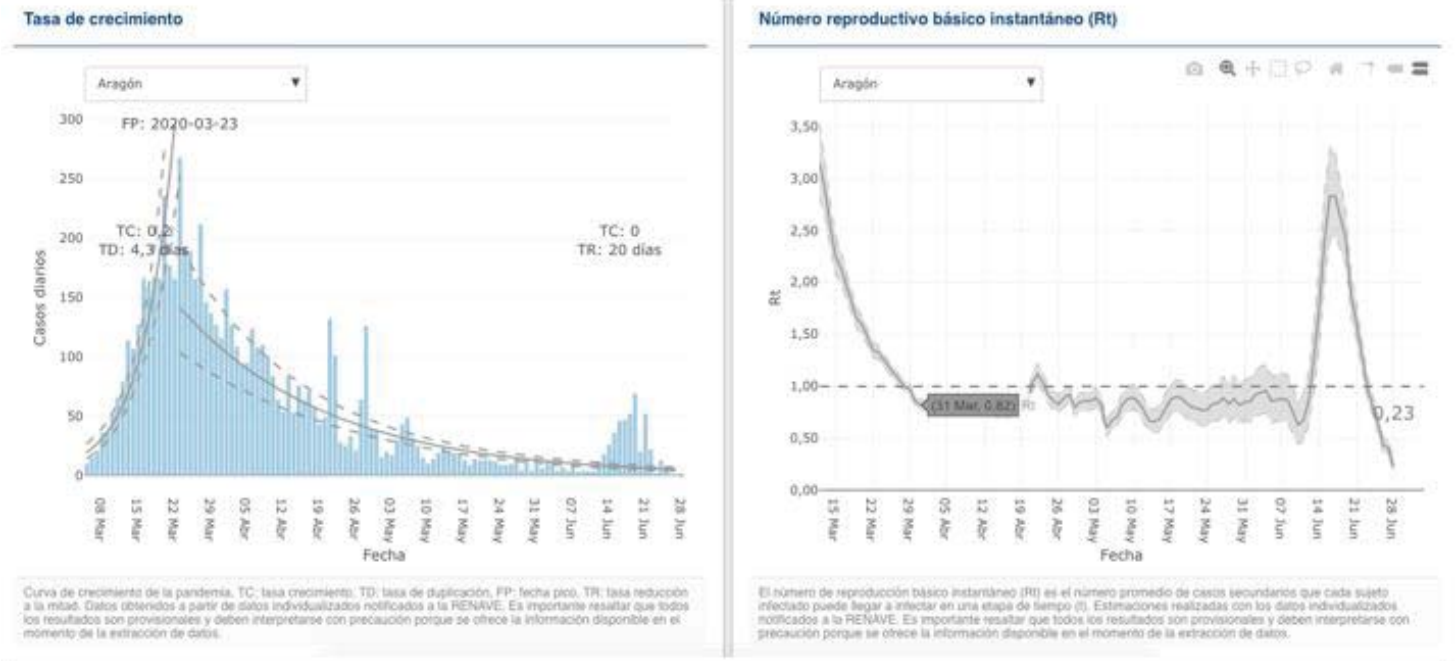 Tasa de crecimiento
Aragón
300
250
200
150
100
50
0
Casos diarios
FP: 2020-03-23
TC: 0,2
TD: 4,3 días
TC: 0
TR: 20 días
08 Mar
15 Mar
22 Mar
29 Mar
05 Abr
12 Abr
19 Abr
26 Abr
03 May
10 May
17 May
24 May
31 May
07 Jun
14 Jun
21 Jun
28 Jun
Fecha
Curva de crecimiento de la pandemia. TC: tasa crecimiento, TD: tasa de duplicación, FP: fecha pico, TR: tasa reducción
a la mitad. Datos obtenidos a partir de datos individualizados notificados a la RENAVE. Es importante resaltar que todos
los resultados son provisionales y deben interpretarse con precaución porque se ofrece la información disponible en el
momento de la extracción de datos.
Número reproductivo básico instantáneo (Rt)
Aragón
3,50
3,00
2,50
2,00
1,50
1,00
0,50
0,00
Rt
(31 Mar, 0.82) Rt
0,23
15 Mar
22 Mar
29 Mar
05 Abr
12 Abr
19 Abr
26 Abr
03 May
10 May
17 May
24 May
31 May
07 Jun
14 Jun
21 Jun
28 Jun
Fecha
El número de reproducción básico instantáneo (Rt) es el número promedio de casos secundarios que cada sujeto
infectado puede llegar a infectar en una etapa de tiempo (t). Estimaciones realizadas con los datos individualizados
notificados a la RENAVE. Es importante resaltar que todos los resultados son provisionales y deben interpretarse con
precaución porque se ofrece la información disponible en el momento de la extracción de datos.